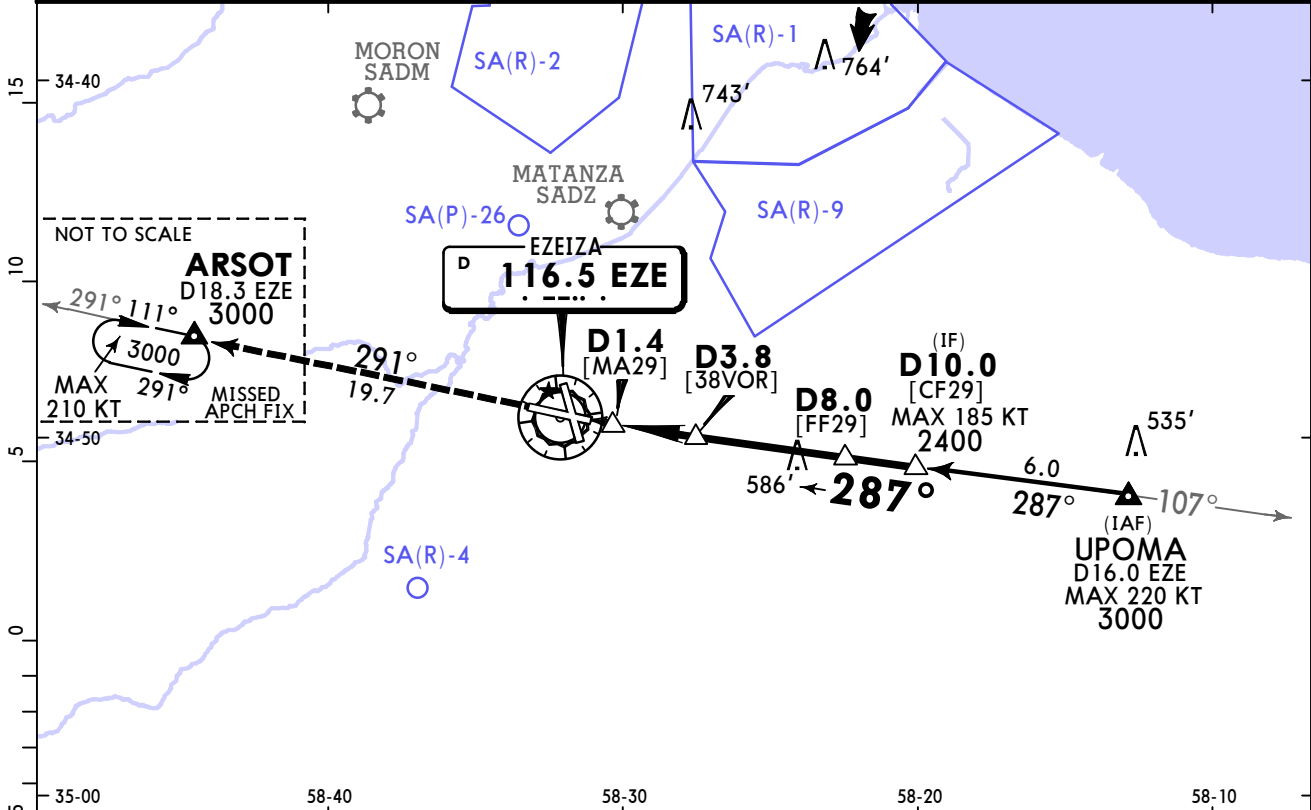 SA(R)-1
MORON
SADM
SA(R)-2
764'
34-40
15
743'
MATANZA
SADZ
SA(P)-26
SA(R)-9
NOT TO SCALE
EZEIZA
D 116.5 EZE
ARSOT
D18.3 EZE
3000
10
291° 111°
3000
291°
MAX
210 KT
MISSED
APCH FIX
291°
19.7
D1.4
[MA29]
D3.8
[38VOR]
(IF)
D10.0
[CF29]
MAX 185 KT
2400
D8.0
[FF29]
535'
34-50
5
586'
287°
6.0
287°
107°
(IAF)
UPOMA
D16.0 EZE
MAX 220 KT
3000
SA(R)-4
0
35-00
58-40
58-30
58-20
58-10
5